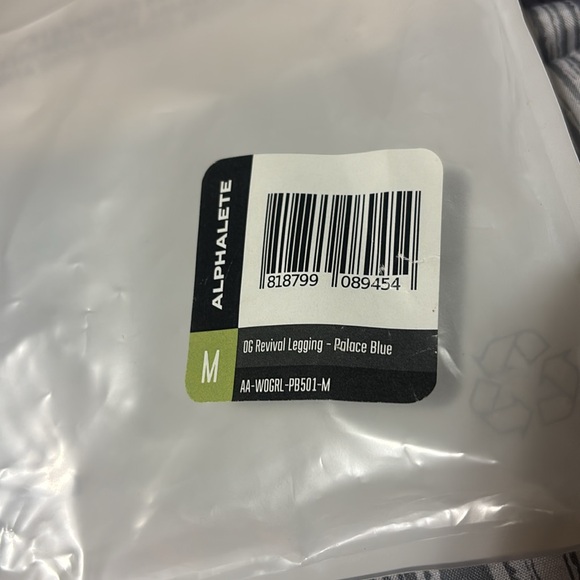 ALPHALETE
818799 089454
M
OG Revival Legging - Palace Blue
AA-WOGRL-PB501-M